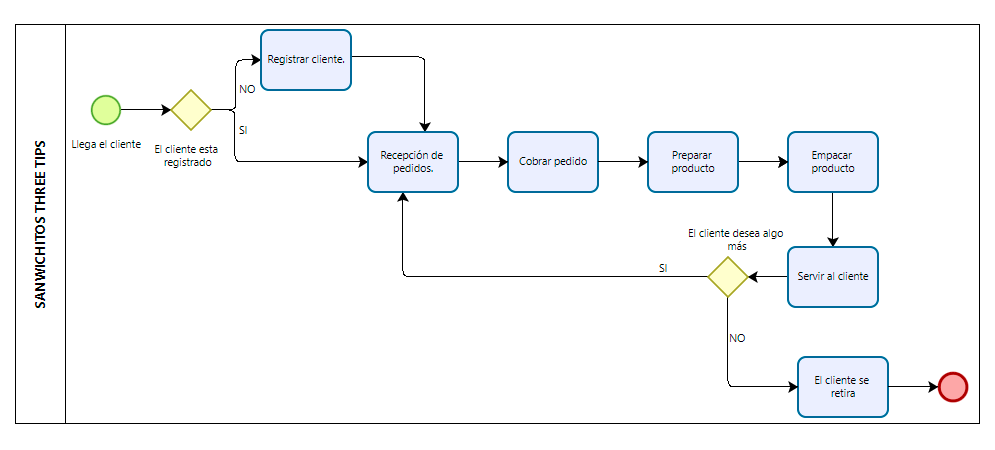 SANWICHITOS THREE TIPS
Llega el cliente
El cliente esta
registrado
NO
SI
Registrar cliente.
Recepción de
pedidos.
Cobrar pedido
Preparar
producto
Empacar
producto
Servir al cliente
El cliente desea algo
más
SI
NO
El cliente se
retira